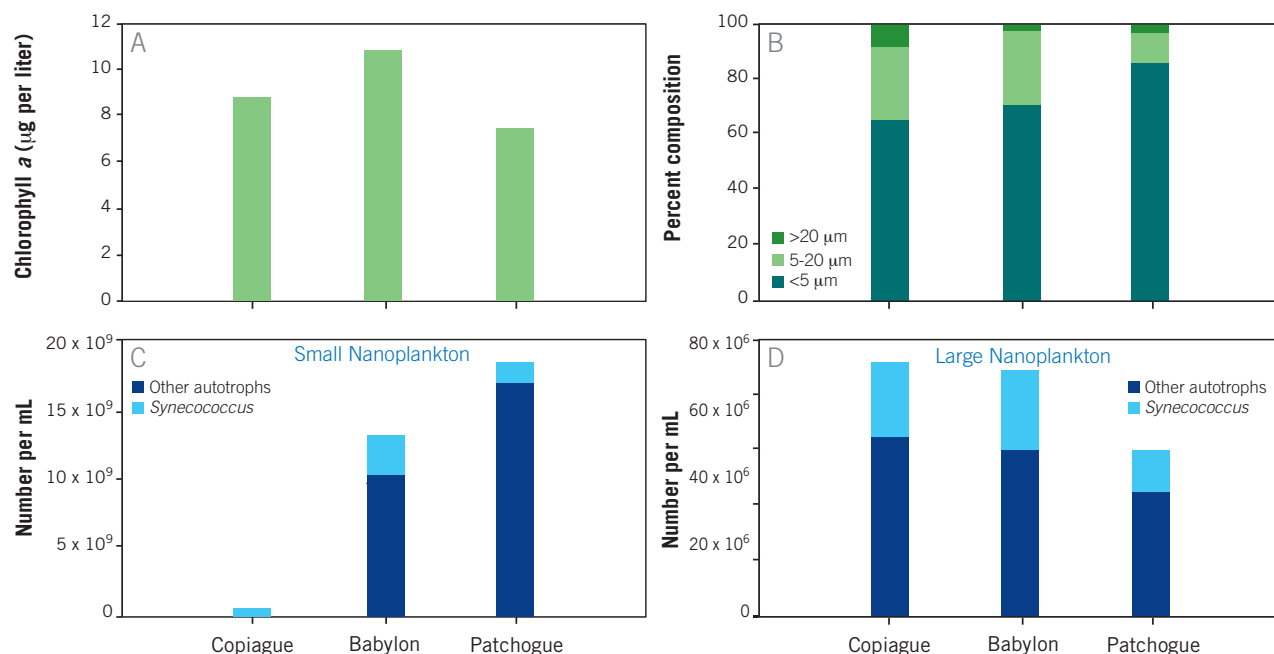 A
Chlorophyll a (µg per liter)
12
10
8
6
4
2
0
B
Percent composition
100
80
60
40
20
0
>20 µm
5-20 µm
<5 µm
C
Small Nanoplankton
Number per mL
20 x 10⁹
15 x 10⁹
10 x 10⁹
5 x 10⁹
0
Other autotrophs
Synecococcus
Copiague
Babylon
Patchogue
D
Large Nanoplankton
Number per mL
80 x 10⁶
60 x 10⁶
40 x 10⁶
20 x 10⁶
0
Other autotrophs
Synecococcus
Copiague
Babylon
Patchogue